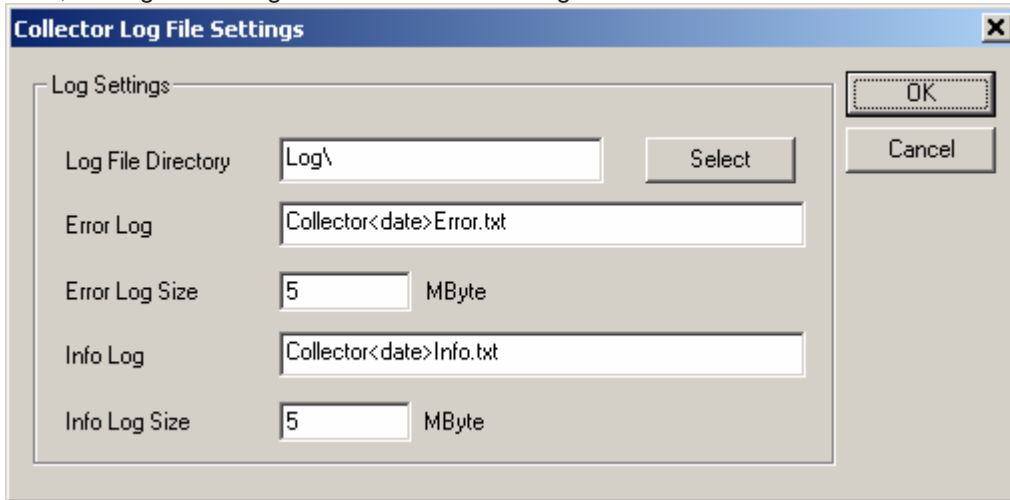 Collector Log File Settings
Log Settings
OK
Log File Directory Log\ Select Cancel
Error Log Collector<date>Error.txt
Error Log Size 5 MByte
Info Log Collector<date>Info.txt
Info Log Size 5 MByte